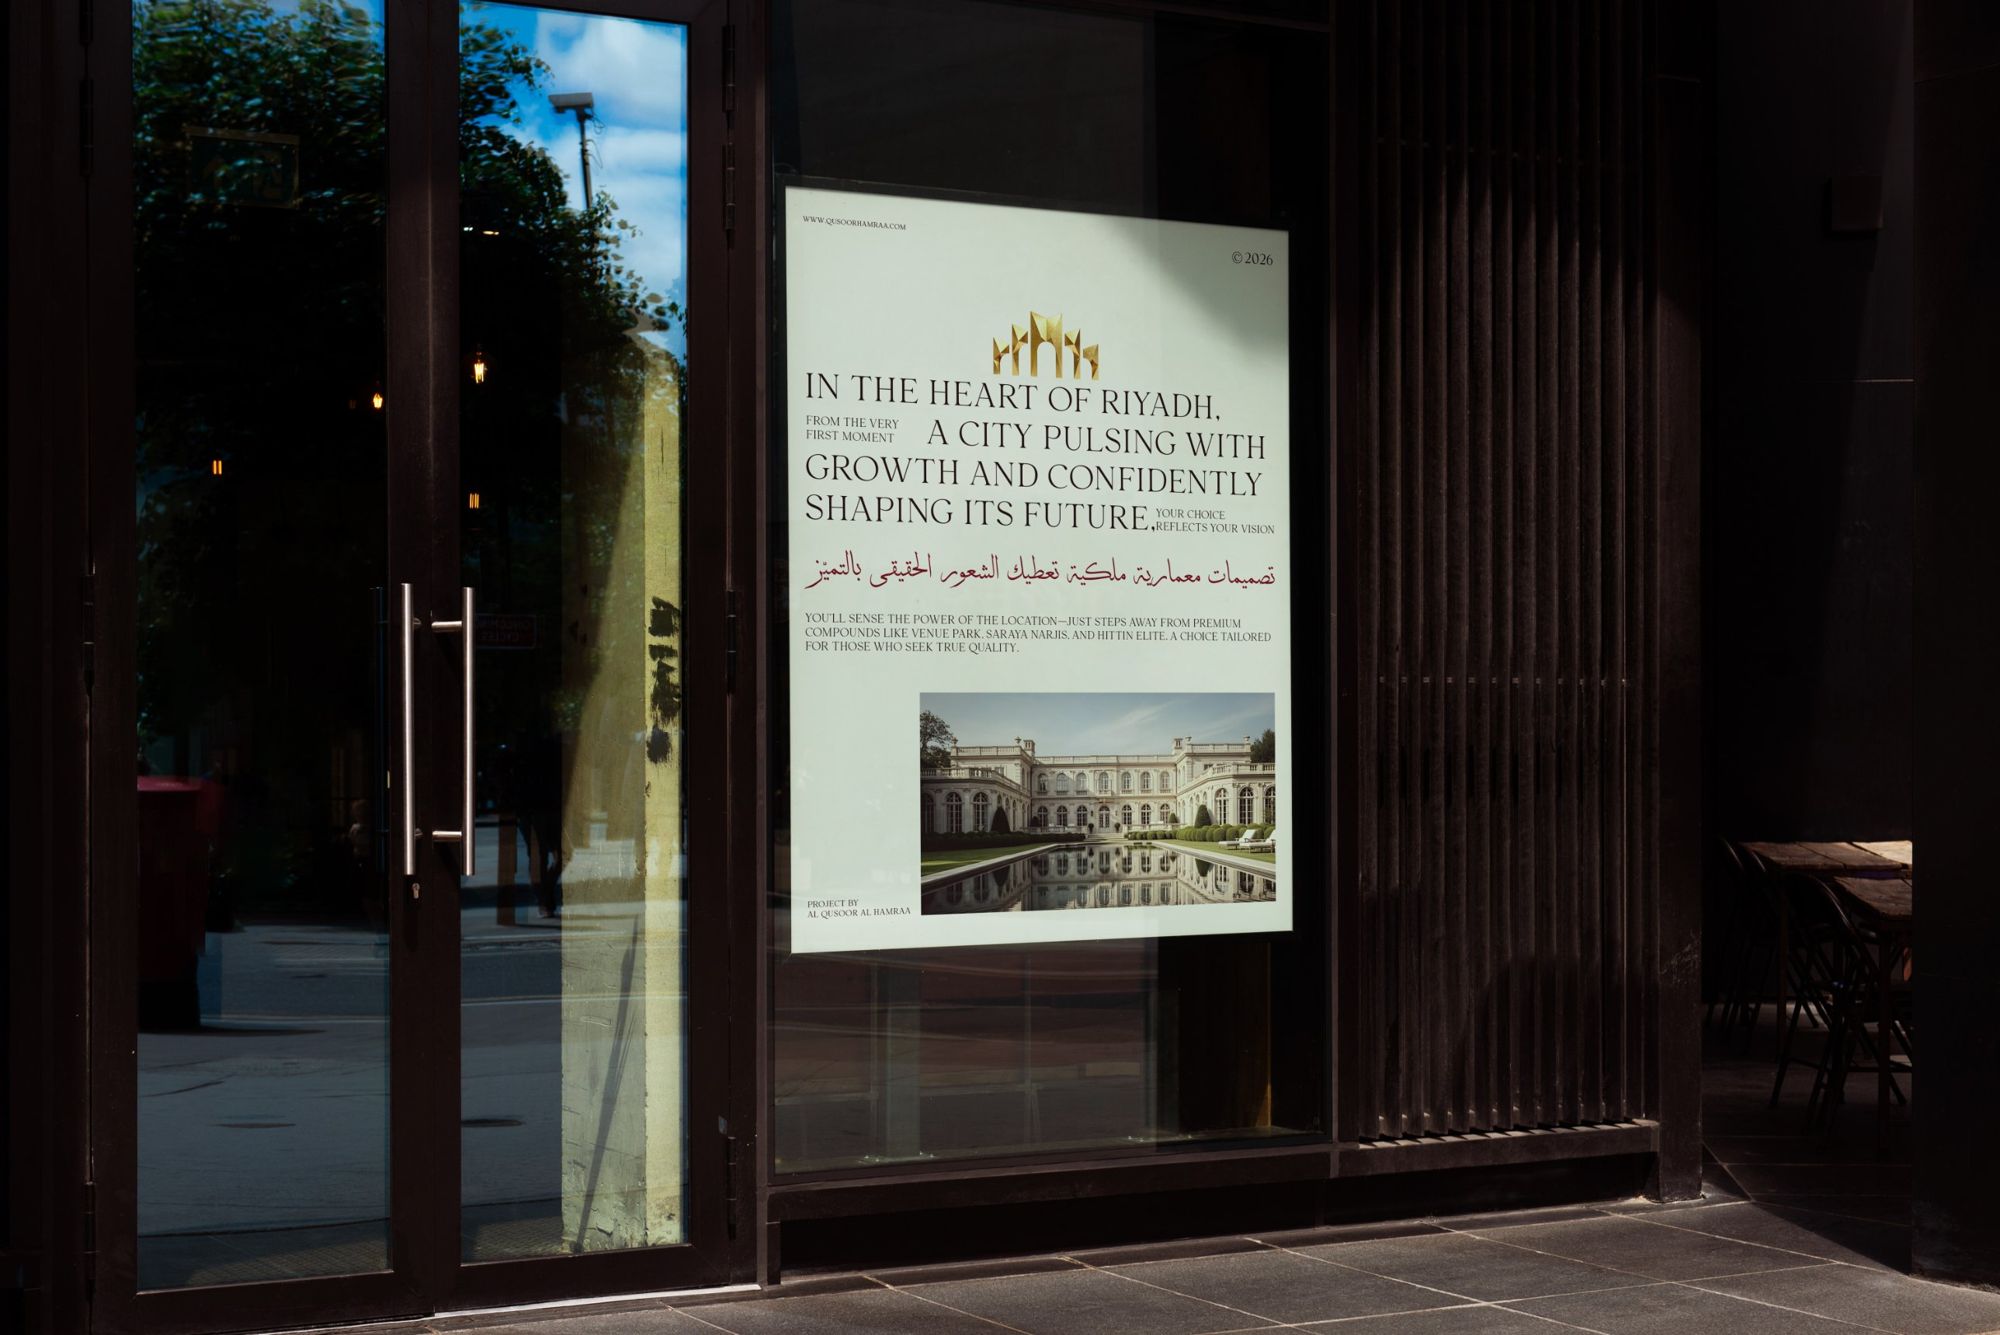 WWW.QUSOORHAMRAA.COM
© 2026
IN THE HEART OF RIYADH,
FROM THE VERY
FIRST MOMENT
A CITY PULSING WITH
GROWTH AND CONFIDENTLY
SHAPING ITS FUTURE,
YOUR CHOICE
REFLECTS YOUR VISION
تصميمات معمارية ملكية تعطيك الشعور الحقيقى بالتميّز
YOU'LL SENSE THE POWER OF THE LOCATION—JUST STEPS AWAY FROM PREMIUM
COMPOUNDS LIKE VENUE PARK, SARAYA NARJIS, AND HITTIN ELITE. A CHOICE TAILORED
FOR THOSE WHO SEEK TRUE QUALITY.
PROJECT BY
AL QUSOOR AL HAMRAA